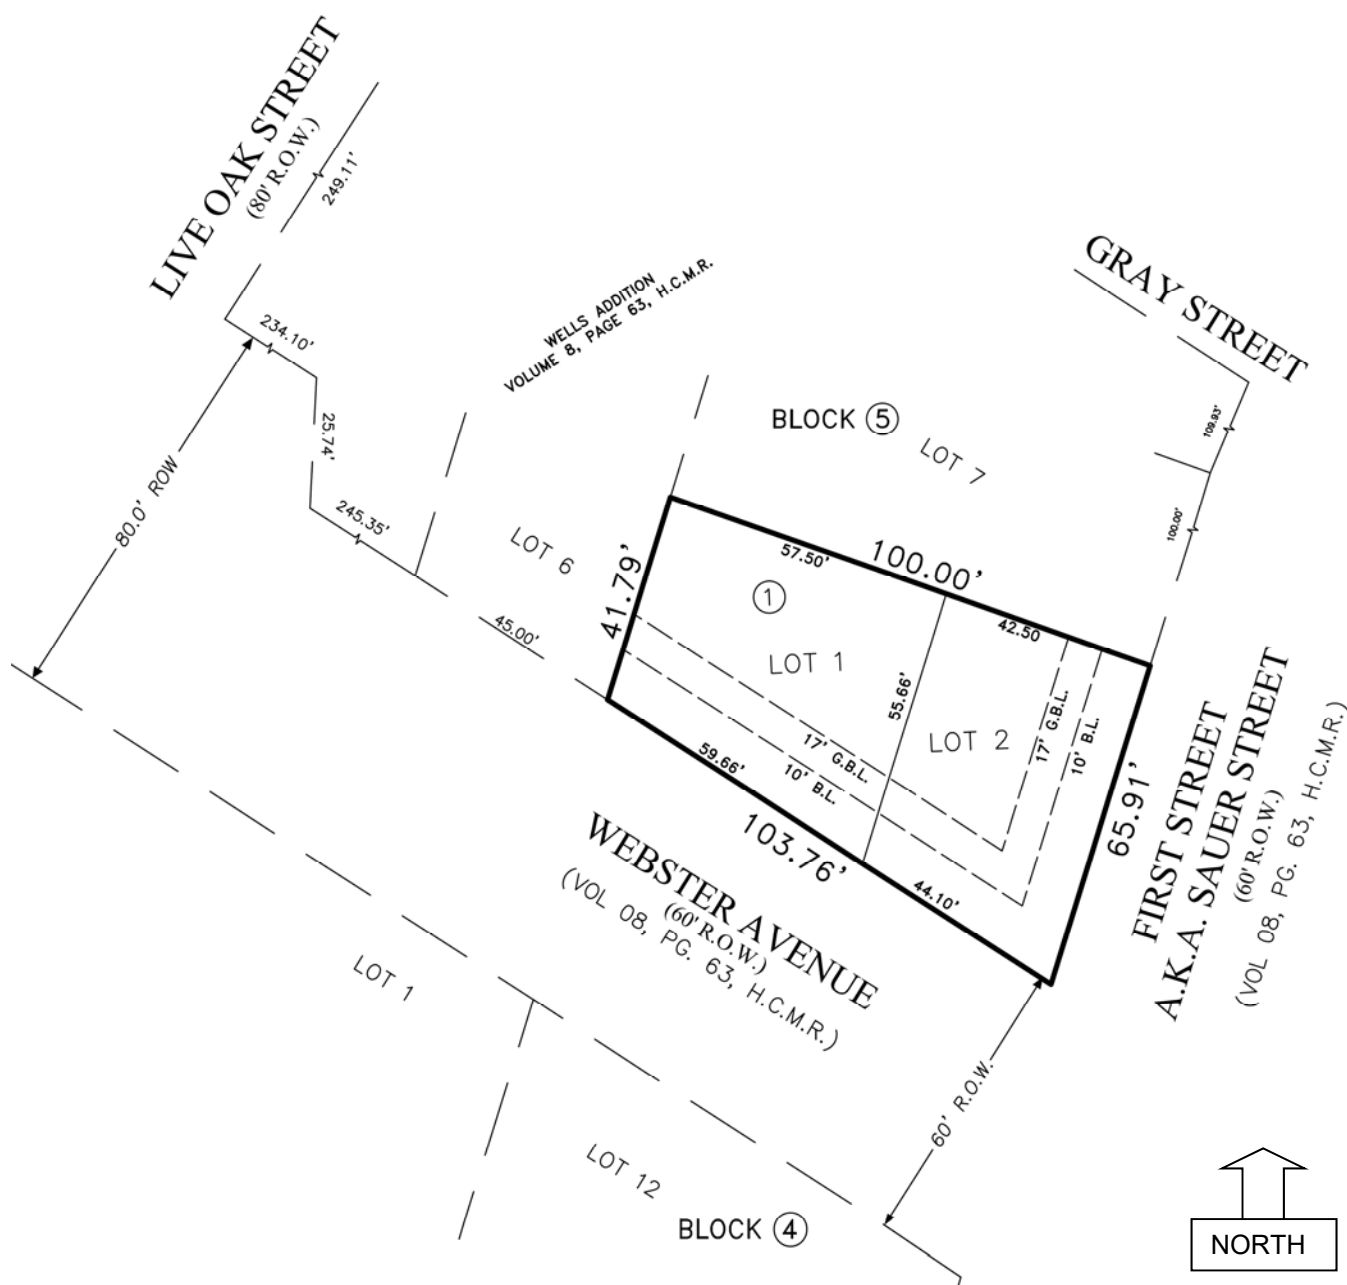 LIVE OAK STREET
(80' R.O.W.)
249.11'
234.10'
80.0' ROW
25.74'
245.35'
WELLS ADDITION
VOLUME 8, PAGE 63, H.C.M.R.
GRAY STREET
109.93'
100.00'
BLOCK 5
LOT 7
LOT 6
45.00'
41.79'
57.50'
100.00'
42.50
1
LOT 1
55.66'
LOT 2
17' G.B.L.
10' B.L.
17' G.B.L.
10' B.L.
59.66'
103.76'
44.10'
65.91'
FIRST STREET
A.K.A. SAUER STREET
(60' R.O.W.)
(VOL 08, PG. 63, H.C.M.R.)
WEBSTER AVENUE
(60' R.O.W.)
(VOL 08, PG. 63, H.C.M.R.)
LOT 1
60' R.O.W.
LOT 12
BLOCK 4
NORTH